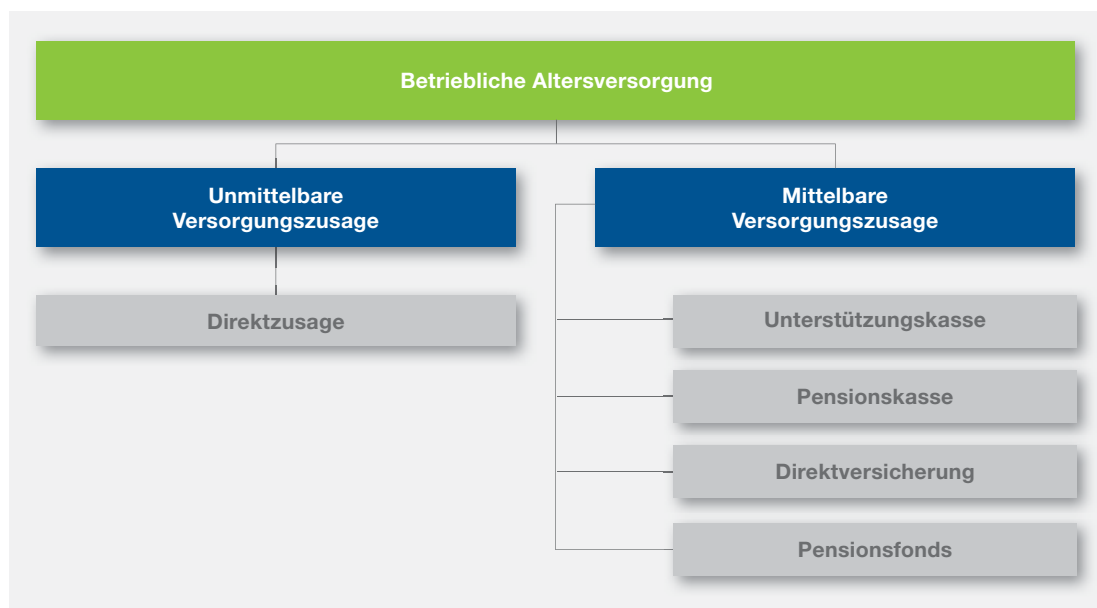 Betriebliche Altersversorgung
Unmittelbare
Versorgungszusage
Mittelbare
Versorgungszusage
Direktzusage
Unterstützungskasse
Pensionskasse
Direktversicherung
Pensionsfonds